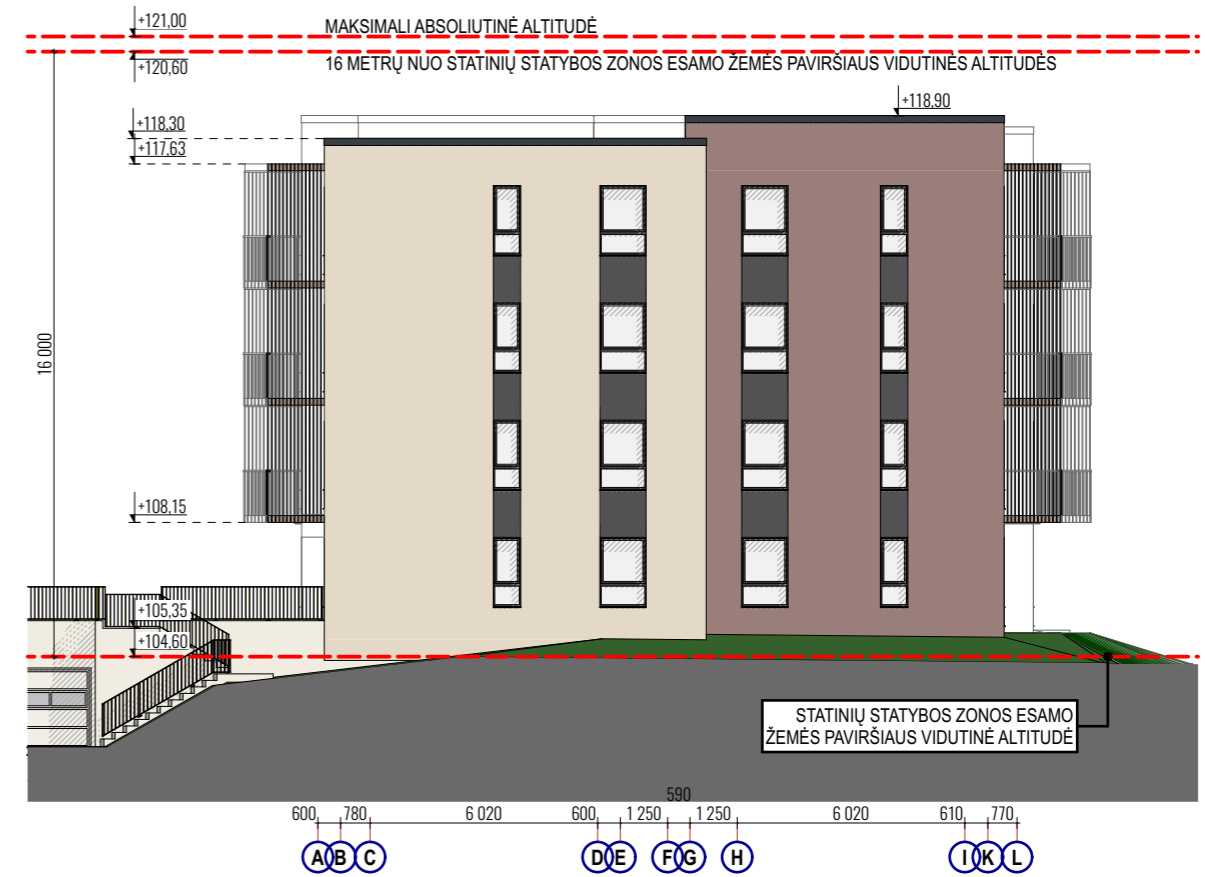 +121,00
MAKSIMALI ABSOLIUTINĖ ALTITUDĖ
+120,60
16 METRŲ NUO STATINIŲ STATYBOS ZONOS ESAMO ŽEMĖS PAVIRŠIAUS VIDUTINĖS ALTITUDĖS
+118,90
+118,30
+117,63
16 000
+108,15
+105,35
+104,60
STATINIŲ STATYBOS ZONOS ESAMO
ŽEMĖS PAVIRŠIAUS VIDUTINĖ ALTITUDĖ
590
600 780 6 020 600 1 250 1 250 6 020 610 770
A B C D E F G H I K L